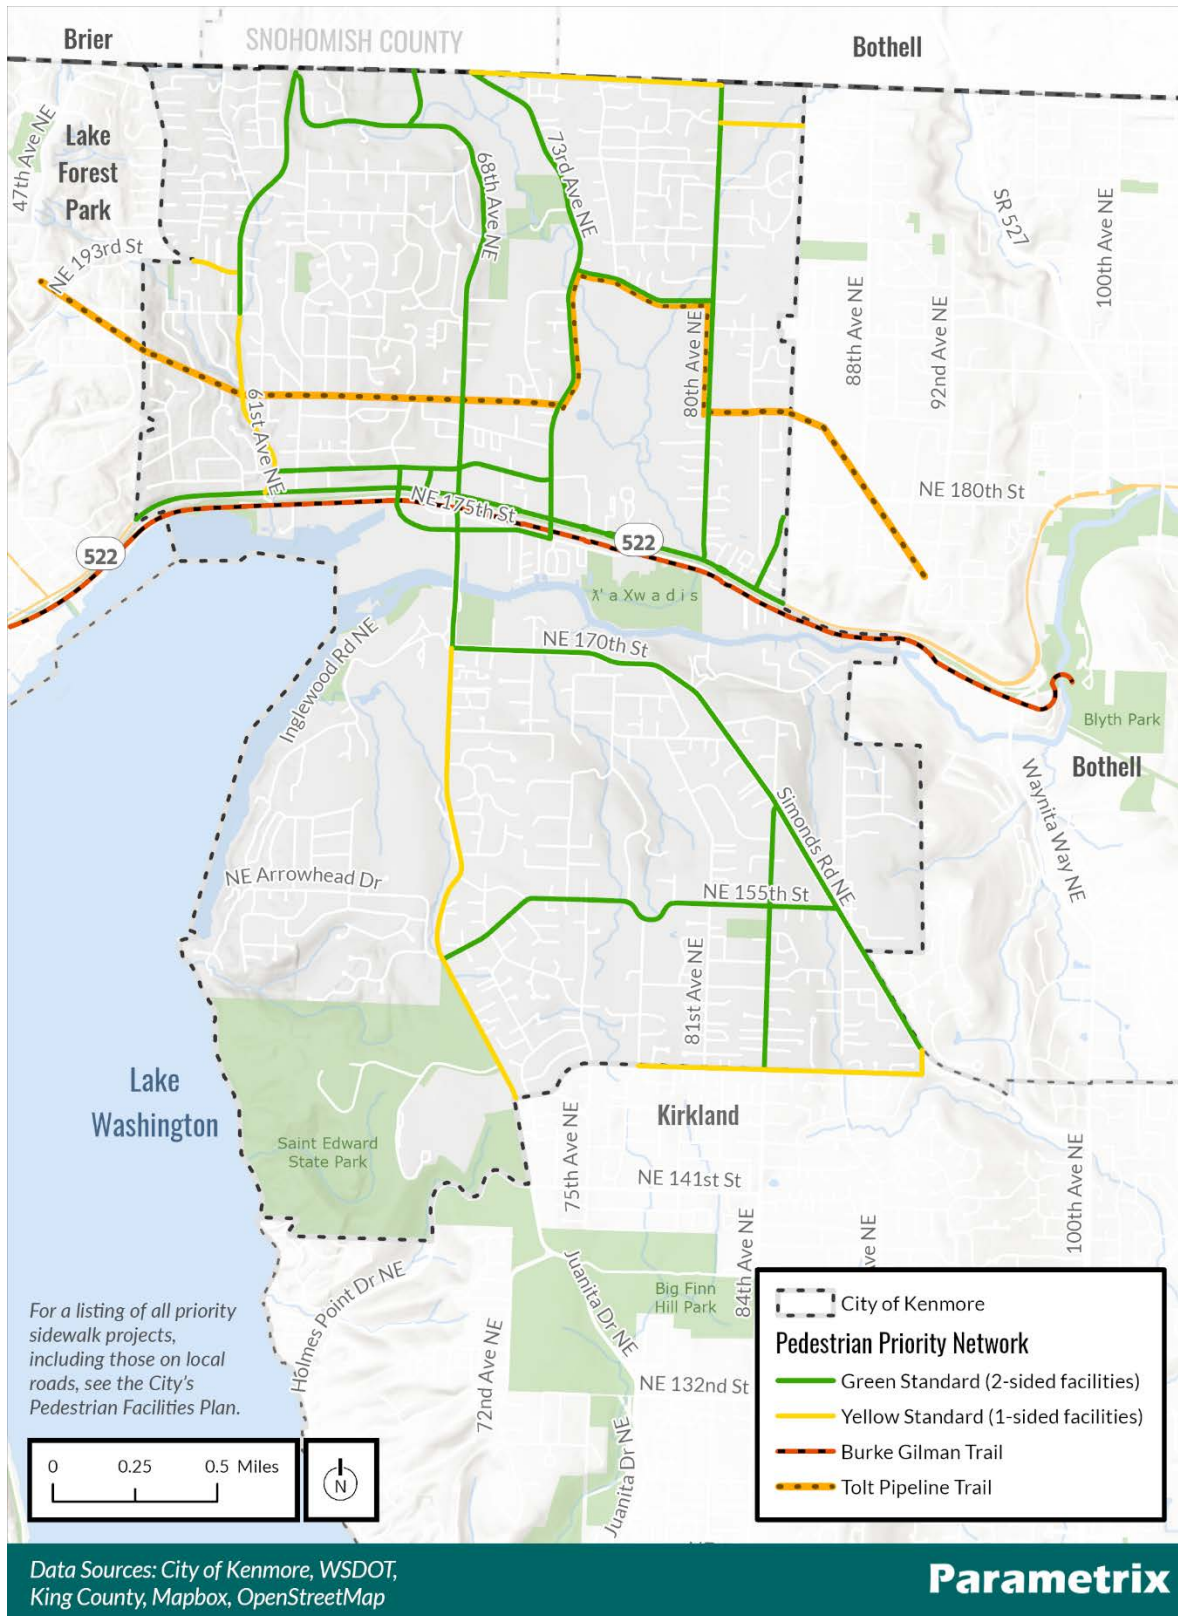 Brier
SNOHOMISH COUNTY
Bothell
47th Ave NE
Lake
Forest
Park
68th Ave NE
73rd Ave NE
SR 527
100th Ave NE
NE 193rd St
88th Ave NE
92nd Ave NE
80th Ave NE
61st Ave NE
NE 180th St
NE 175th St
522
522
ƛ' a X w a d i s
NE 170th St
Inglewood Rd NE
Blyth Park
Bothell
Waynita Way NE
Simonds Rd NE
NE Arrowhead Dr
NE 155th St
81st Ave NE
Lake
Washington
Kirkland
Saint Edward
State Park
75th Ave NE
NE 141st St
100th Ave NE
84th Ave NE
Ave NE
Juanita Dr NE
Big Finn
Hill Park
Holmes Point Dr NE
72nd Ave NE
NE 132nd St
Juanita Dr NE
For a listing of all priority
sidewalk projects,
including those on local
roads, see the City's
Pedestrian Facilities Plan.
0 0.25 0.5 Miles
N
City of Kenmore
Pedestrian Priority Network
Green Standard (2-sided facilities)
Yellow Standard (1-sided facilities)
Burke Gilman Trail
Tolt Pipeline Trail
Data Sources: City of Kenmore, WSDOT,
King County, Mapbox, OpenStreetMap
Parametrix